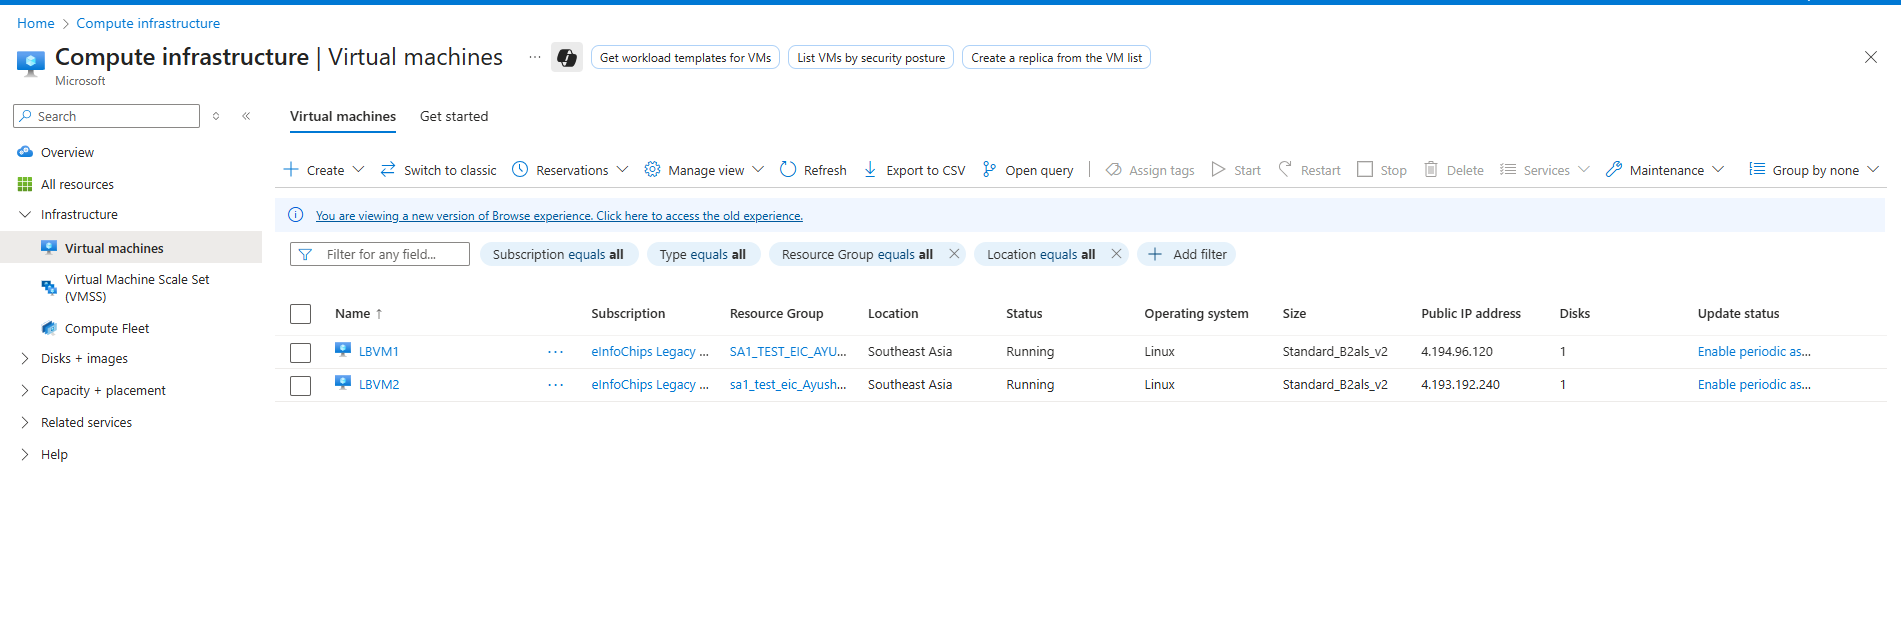 Home > Compute infrastructure
Compute infrastructure | Virtual machines ... Get workload templates for VMs List VMs by security posture Create a replica from the VM list
Microsoft
Search
Overview
All resources
Infrastructure
Virtual machines
Virtual Machine Scale Set
(VMSS)
Compute Fleet
Disks + images
Capacity + placement
Related services
Help
Virtual machines Get started
Create Switch to classic Reservations Manage view Refresh Export to CSV Open query Assign tags Start Restart Stop Delete Services Maintenance Group by none
You are viewing a new version of Browse experience. Click here to access the old experience.
Filter for any field... Subscription equals all Type equals all Resource Group equals all Location equals all Add filter
Name ↑ Subscription Resource Group Location Status Operating system Size Public IP address Disks Update status
LBVM1 ... eInfoChips Legacy ... SA1_TEST_EIC_AYU... Southeast Asia Running Linux Standard_B2als_v2 4.194.96.120 1 Enable periodic as...
LBVM2 ... eInfoChips Legacy ... sa1_test_eic_Ayush... Southeast Asia Running Linux Standard_B2als_v2 4.193.192.240 1 Enable periodic as...